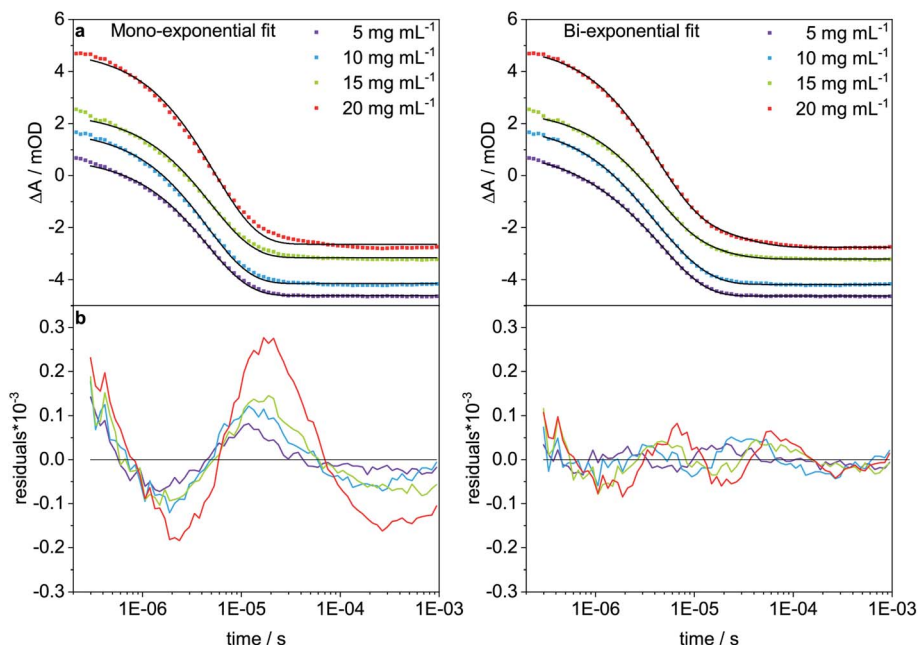 a Mono-exponential fit
5 mg mL⁻¹
10 mg mL⁻¹
15 mg mL⁻¹
20 mg mL⁻¹
6
4
2
0
-2
-4
ΔA / mOD
Bi-exponential fit
5 mg mL⁻¹
10 mg mL⁻¹
15 mg mL⁻¹
20 mg mL⁻¹
6
4
2
0
-2
-4
ΔA / mOD
b
0.3
0.2
0.1
0.0
-0.1
-0.2
-0.3
residuals*10⁻³
1E-06 1E-05 1E-04 1E-03
time / s
0.3
0.2
0.1
0.0
-0.1
-0.2
-0.3
residuals*10⁻³
1E-06 1E-05 1E-04 1E-03
time / s